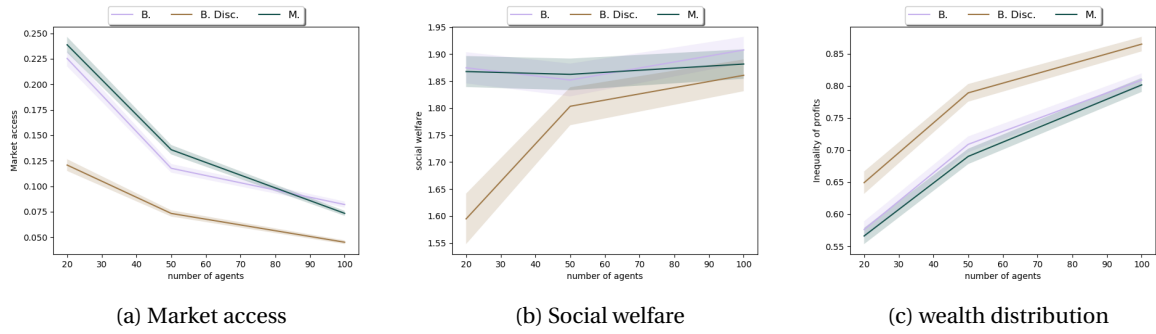 B. B. Disc. M.
Market access
0.250
0.225
0.200
0.175
0.150
0.125
0.100
0.075
0.050
20 30 40 50 60 70 80 90 100
number of agents
(a) Market access
B. B. Disc. M.
social welfare
1.95
1.90
1.85
1.80
1.75
1.70
1.65
1.60
1.55
20 30 40 50 60 70 80 90 100
number of agents
(b) Social welfare
B. B. Disc. M.
Inequality of profits
0.85
0.80
0.75
0.70
0.65
0.60
0.55
20 30 40 50 60 70 80 90 100
number of agents
(c) wealth distribution